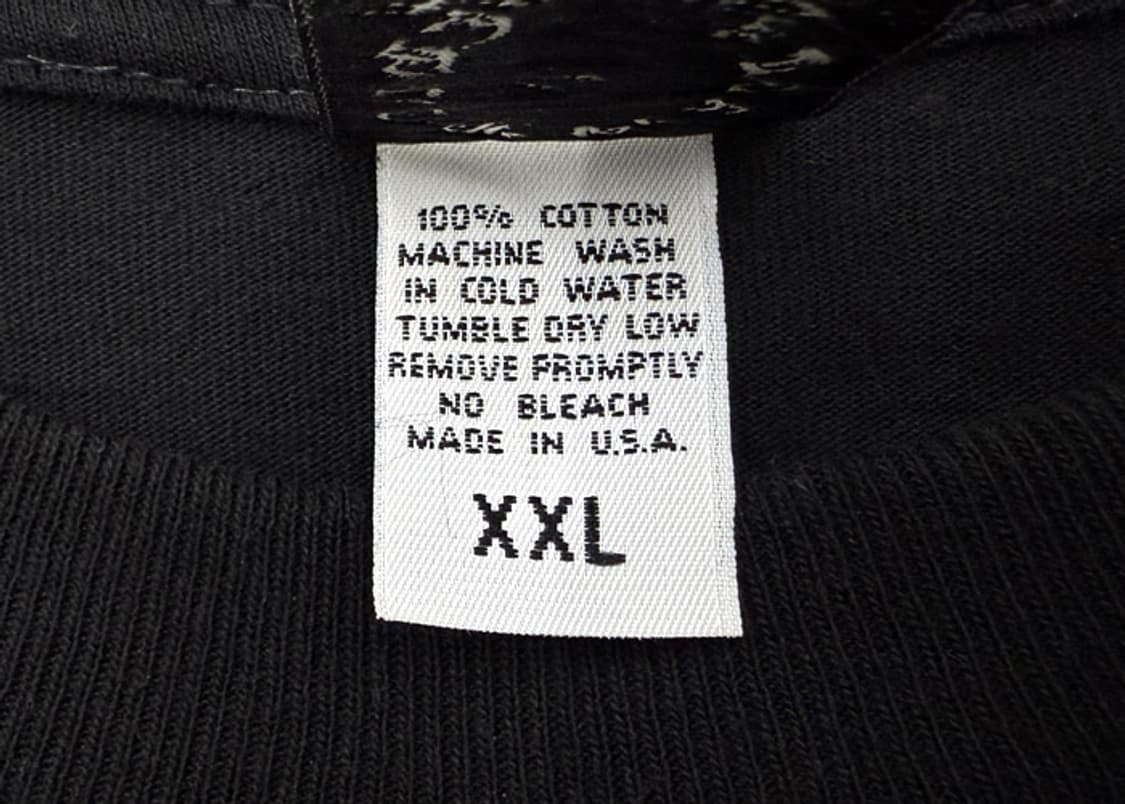 100% COTTON
MACHINE WASH
IN COLD WATER
TUMBLE DRY LOW
REMOVE PROMPTLY
NO BLEACH
MADE IN U.S.A.
XXL